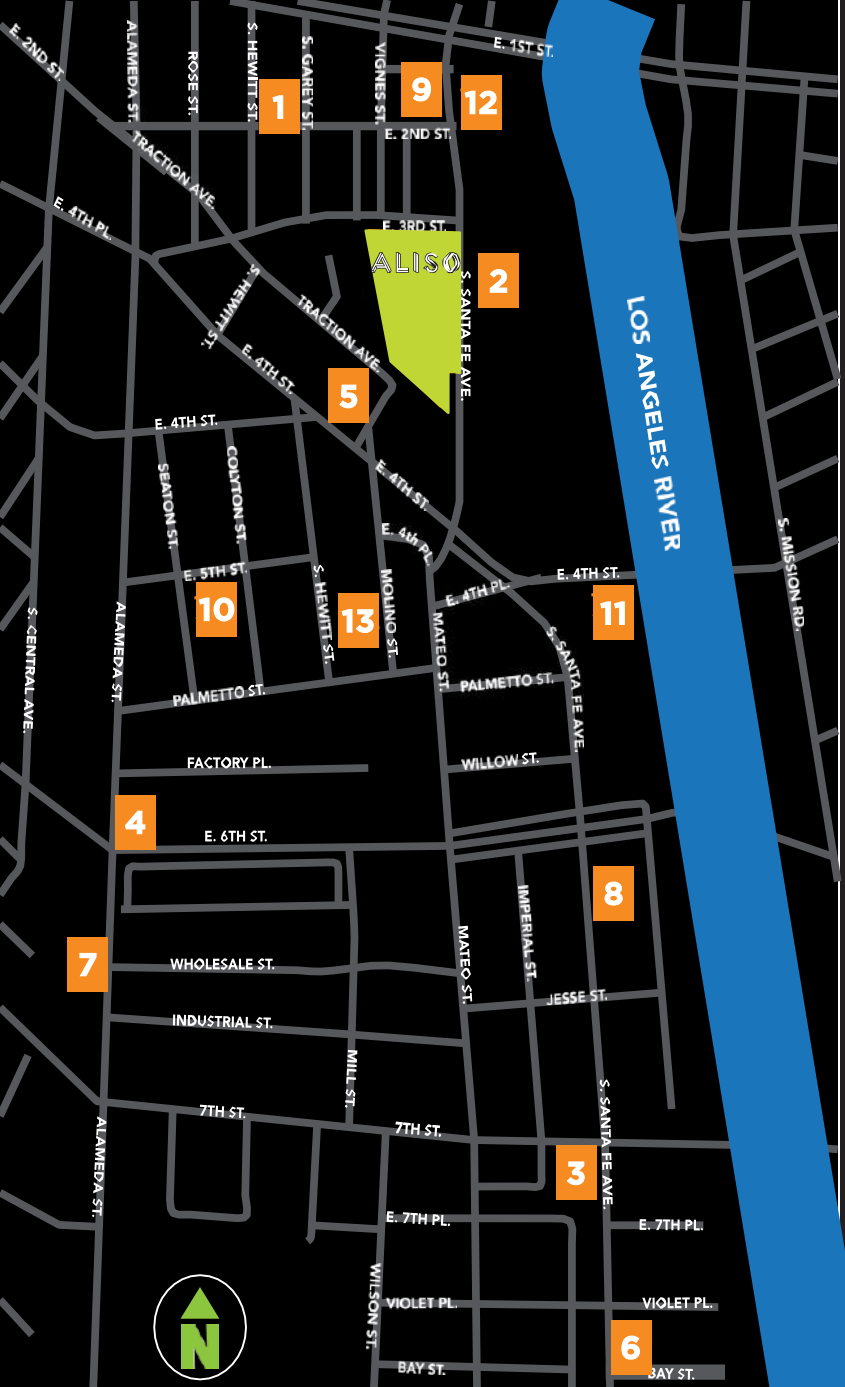 E. 1ST ST.
E. 2ND ST.
ALAMEDA ST.
ROSE ST.
S. HEWITT ST.
S. GAREY ST.
VIGNES ST.
9
12
1
E. 2ND ST.
TRACTION AVE.
E. 4TH PL.
E. 3RD ST.
ALISO
2
S. SANTA FE AVE.
S. HEWITT ST.
TRACTION AVE.
LOS ANGELES RIVER
E. 4TH ST.
5
E. 4TH ST.
SEATON ST.
COLYTON ST.
E. 4TH ST.
E. 4th PL.
S. MISSION RD.
E. 5TH ST.
E. 4TH ST.
S. HEWITT ST.
MOLINO ST.
E. 4TH PL.
10
13
11
S. CENTRAL AVE.
ALAMEDA ST.
MATEO ST.
S. SANTA FE AVE.
PALMETTO ST.
PALMETTO ST.
FACTORY PL.
WILLOW ST.
4
E. 6TH ST.
8
IMPERIAL ST.
MATEO ST.
7
WHOLESALE ST.
JESSE ST.
INDUSTRIAL ST.
MILL ST.
S. SANTA FE AVE.
7TH ST.
7TH ST.
ALAMEDA ST.
3
E. 7TH PL.
E. 7TH PL.
WILSON ST.
VIOLET PL.
VIOLET PL.
N
6
BAY ST.
BAY ST.